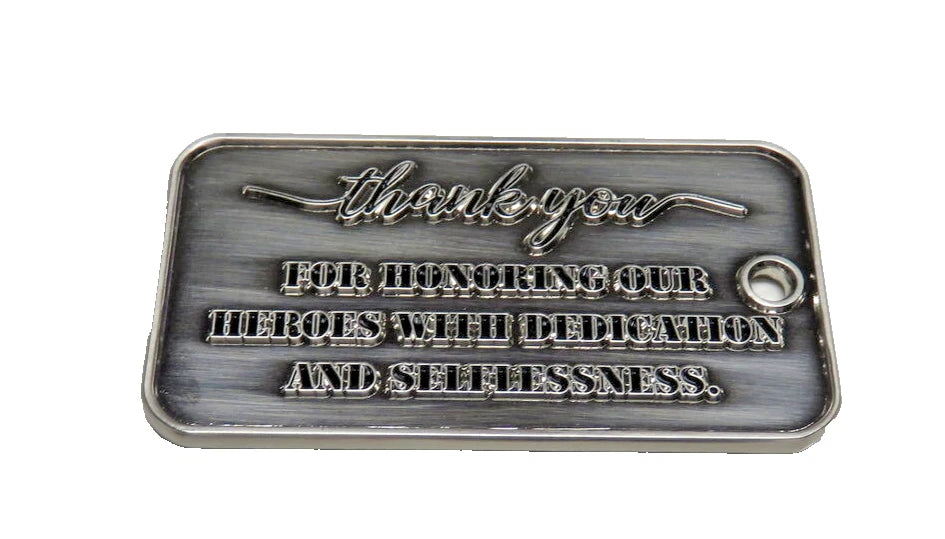 thank you
FOR HONORING OUR
HEROES WITH DEDICATION
AND SELFLESSNESS.